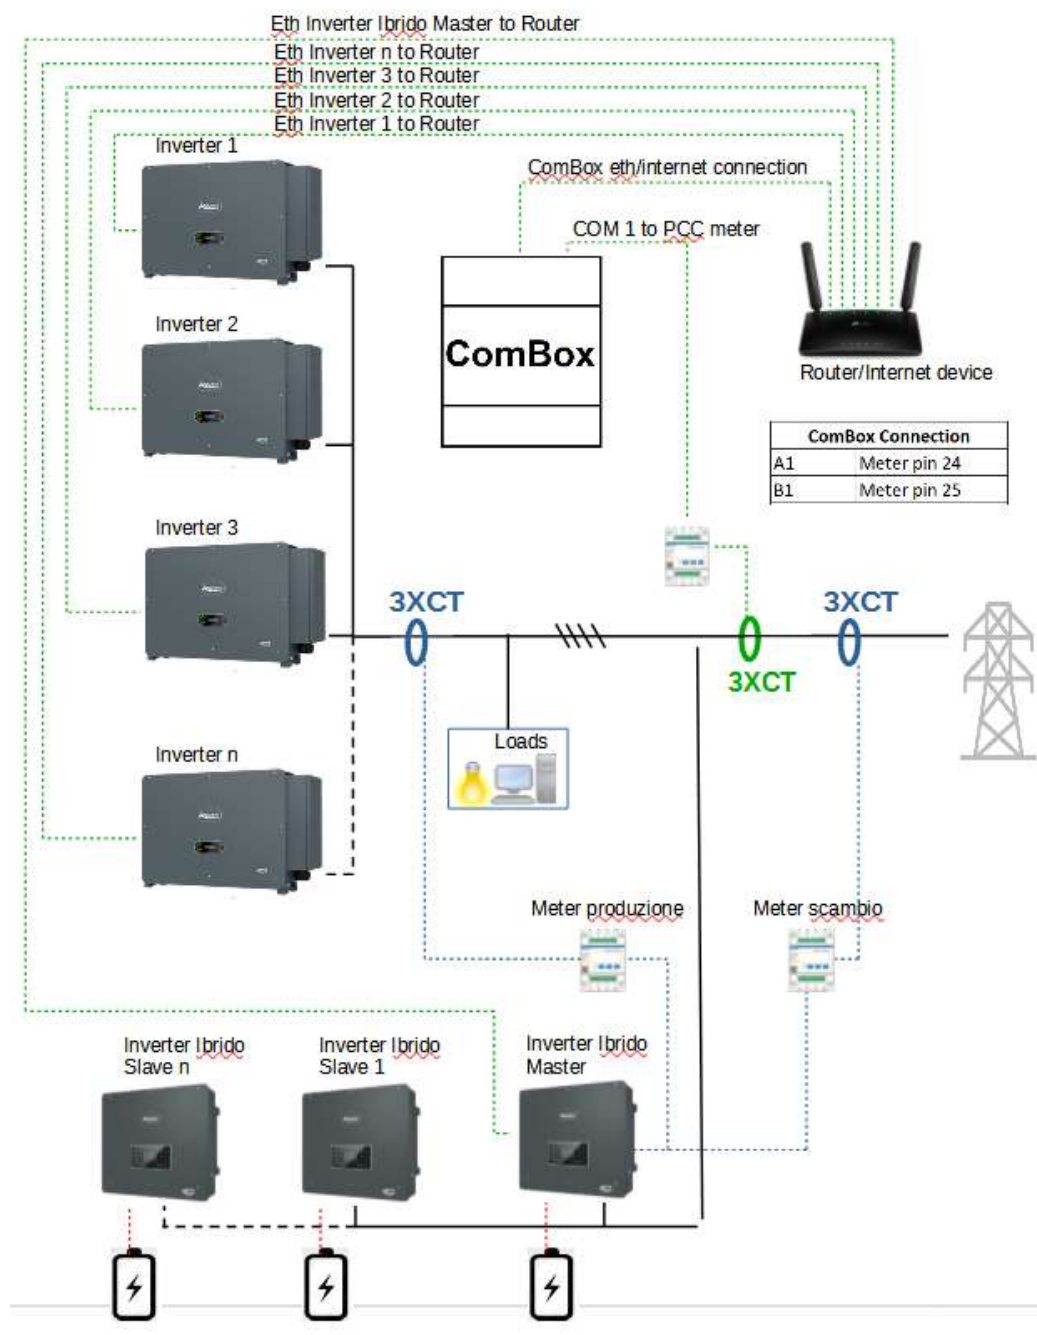 Eth Inverter Ibrido Master to Router
Eth Inverter n to Router
Eth Inverter 3 to Router
Eth Inverter 2 to Router
Eth Inverter 1 to Router
Inverter 1
ComBox eth/internet connection
COM 1 to PCC meter
Inverter 2
ComBox
Router/Internet device
ComBox Connection
A1 Meter pin 24
B1 Meter pin 25
Inverter 3
3XCT
3XCT
3XCT
Loads
Inverter n
Meter produzione
Meter scambio
Inverter Ibrido
Slave n
Inverter Ibrido
Slave 1
Inverter Ibrido
Master